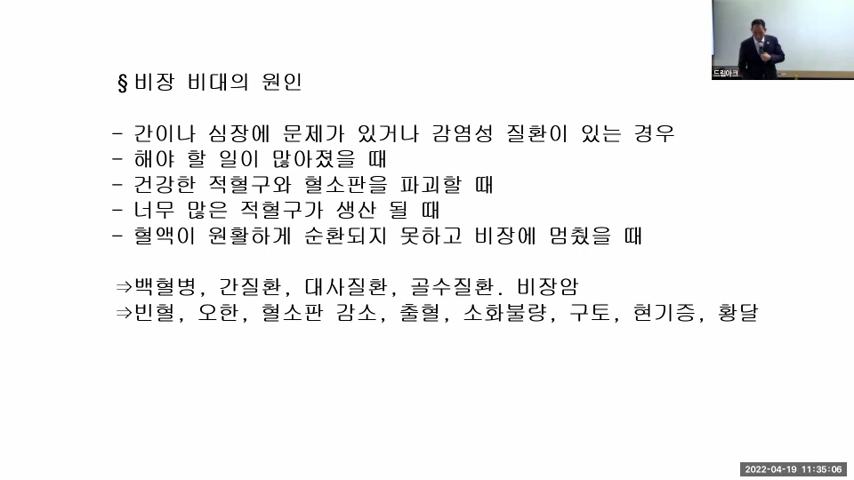 §비장 비대의 원인
- 간이나 심장에 문제가 있거나 감염성 질환이 있는 경우
- 해야 할 일이 많아졌을 때
- 건강한 적혈구와 혈소판을 파괴할 때
- 너무 많은 적혈구가 생산 될 때
- 혈액이 원활하게 순환되지 못하고 비장에 멈췄을 때
⇒백혈병, 간질환, 대사질환, 골수질환. 비장암
⇒빈혈, 오한, 혈소판 감소, 출혈, 소화불량, 구토, 현기증, 황달
드림아크
2022-04-19 11:35:06